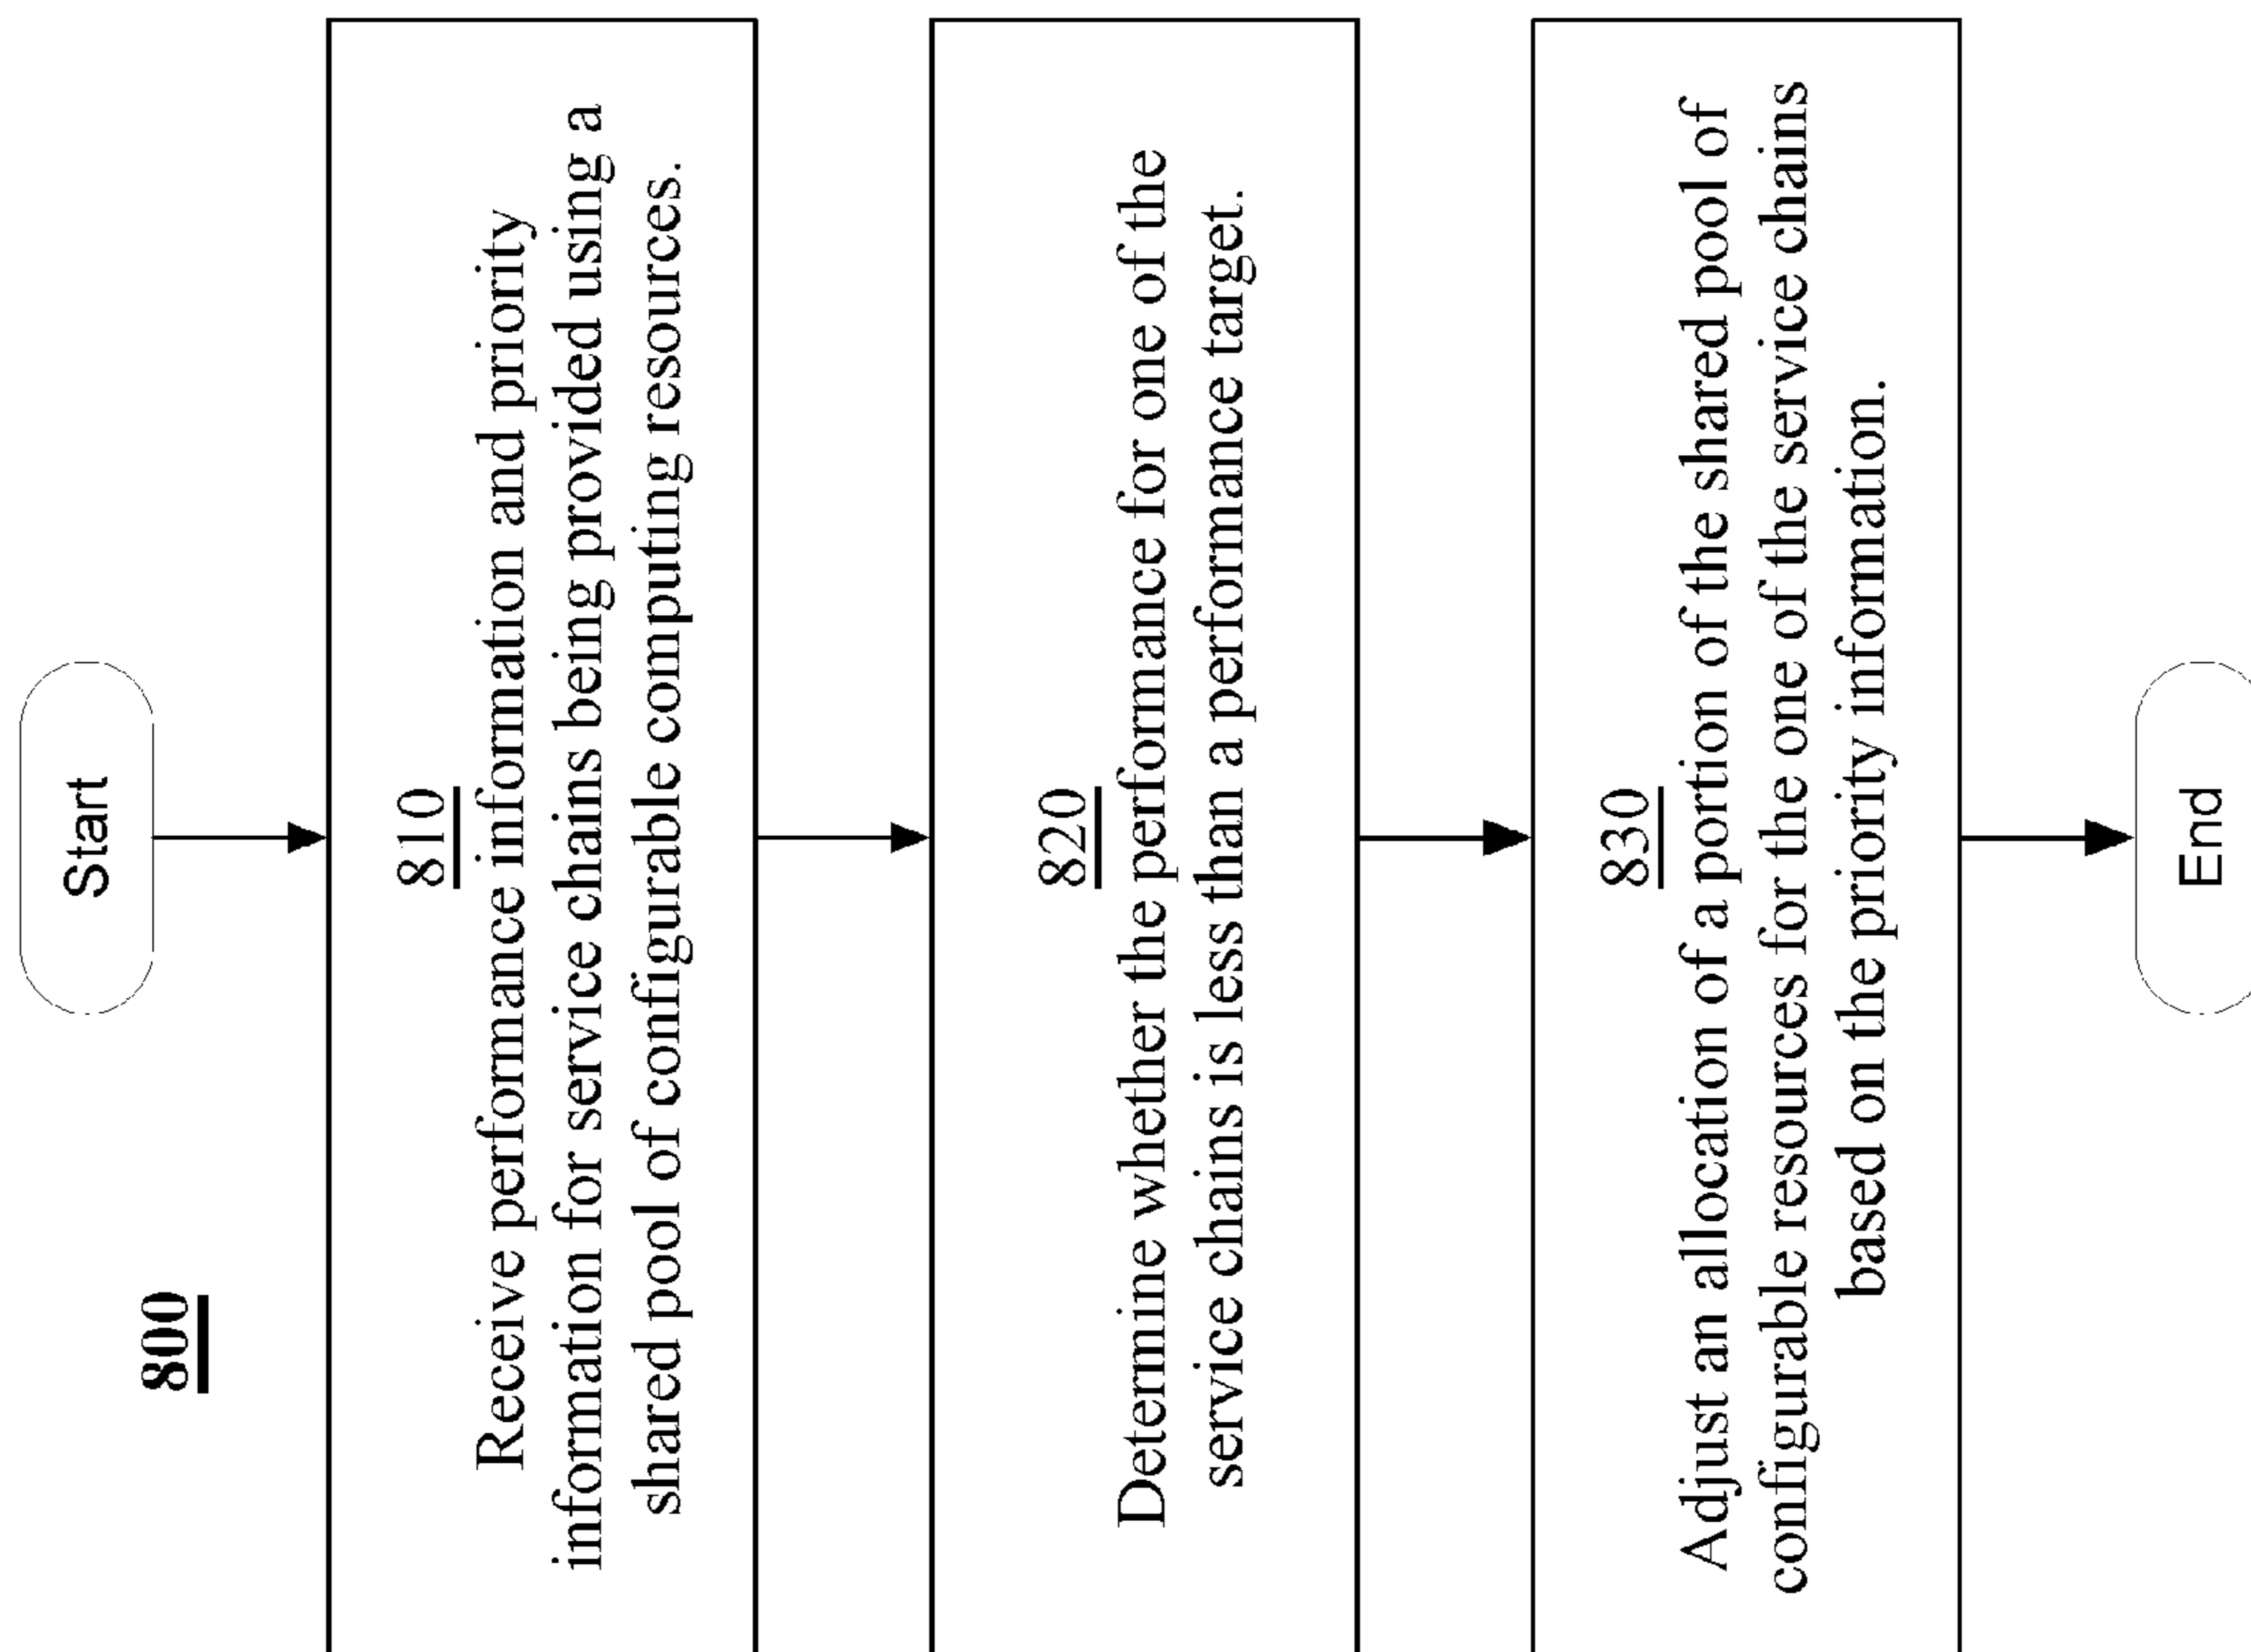 800
Start
810
Receive performance information and priority
information for service chains being provided using a
shared pool of configurable computing resources.
820
Determine whether the performance for one of the
service chains is less than a performance target.
830
Adjust an allocation of a portion of the shared pool of
configurable resources for the one of the service chains
based on the priority information.
End